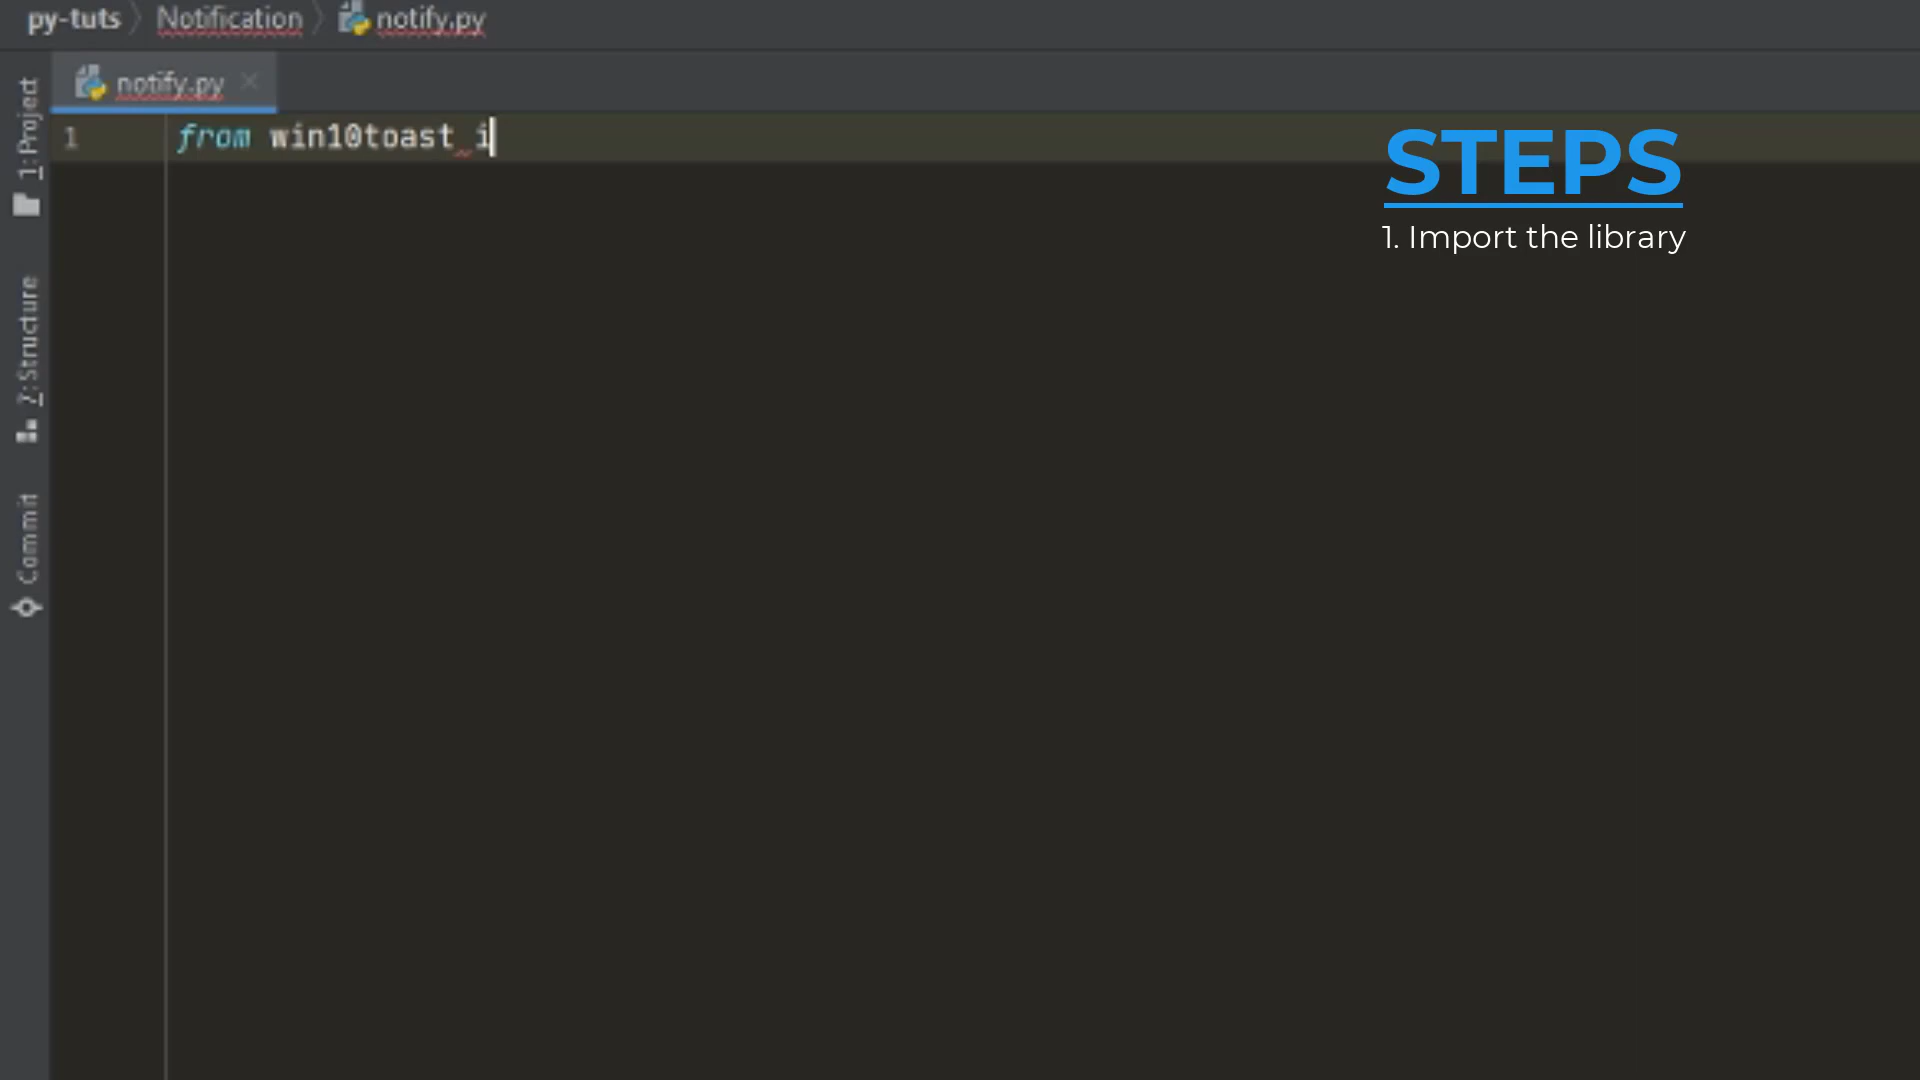 py-tuts Notification notify.py
notify.py
1: Project
1 from win10toast i
STEPS
1. Import the library
7: Structure
Commit